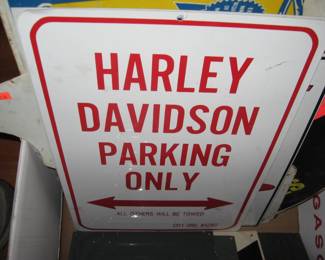 HARLEY
DAVIDSON
PARKING
ONLY
ALL OTHERS WILL BE TOWED